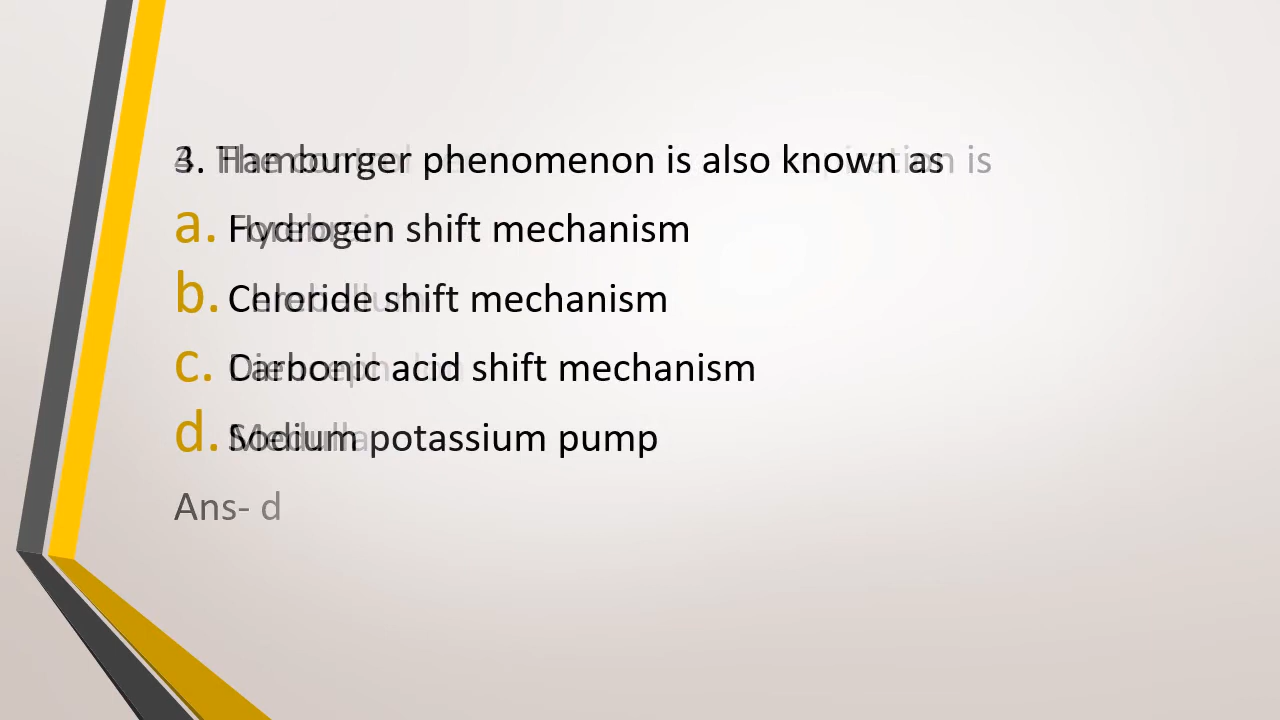 3. Hamburger phenomenon is also known as
a. Hydrogen shift mechanism
b. Chloride shift mechanism
c. Carbonic acid shift mechanism
d. Sodium potassium pump
Ans- d